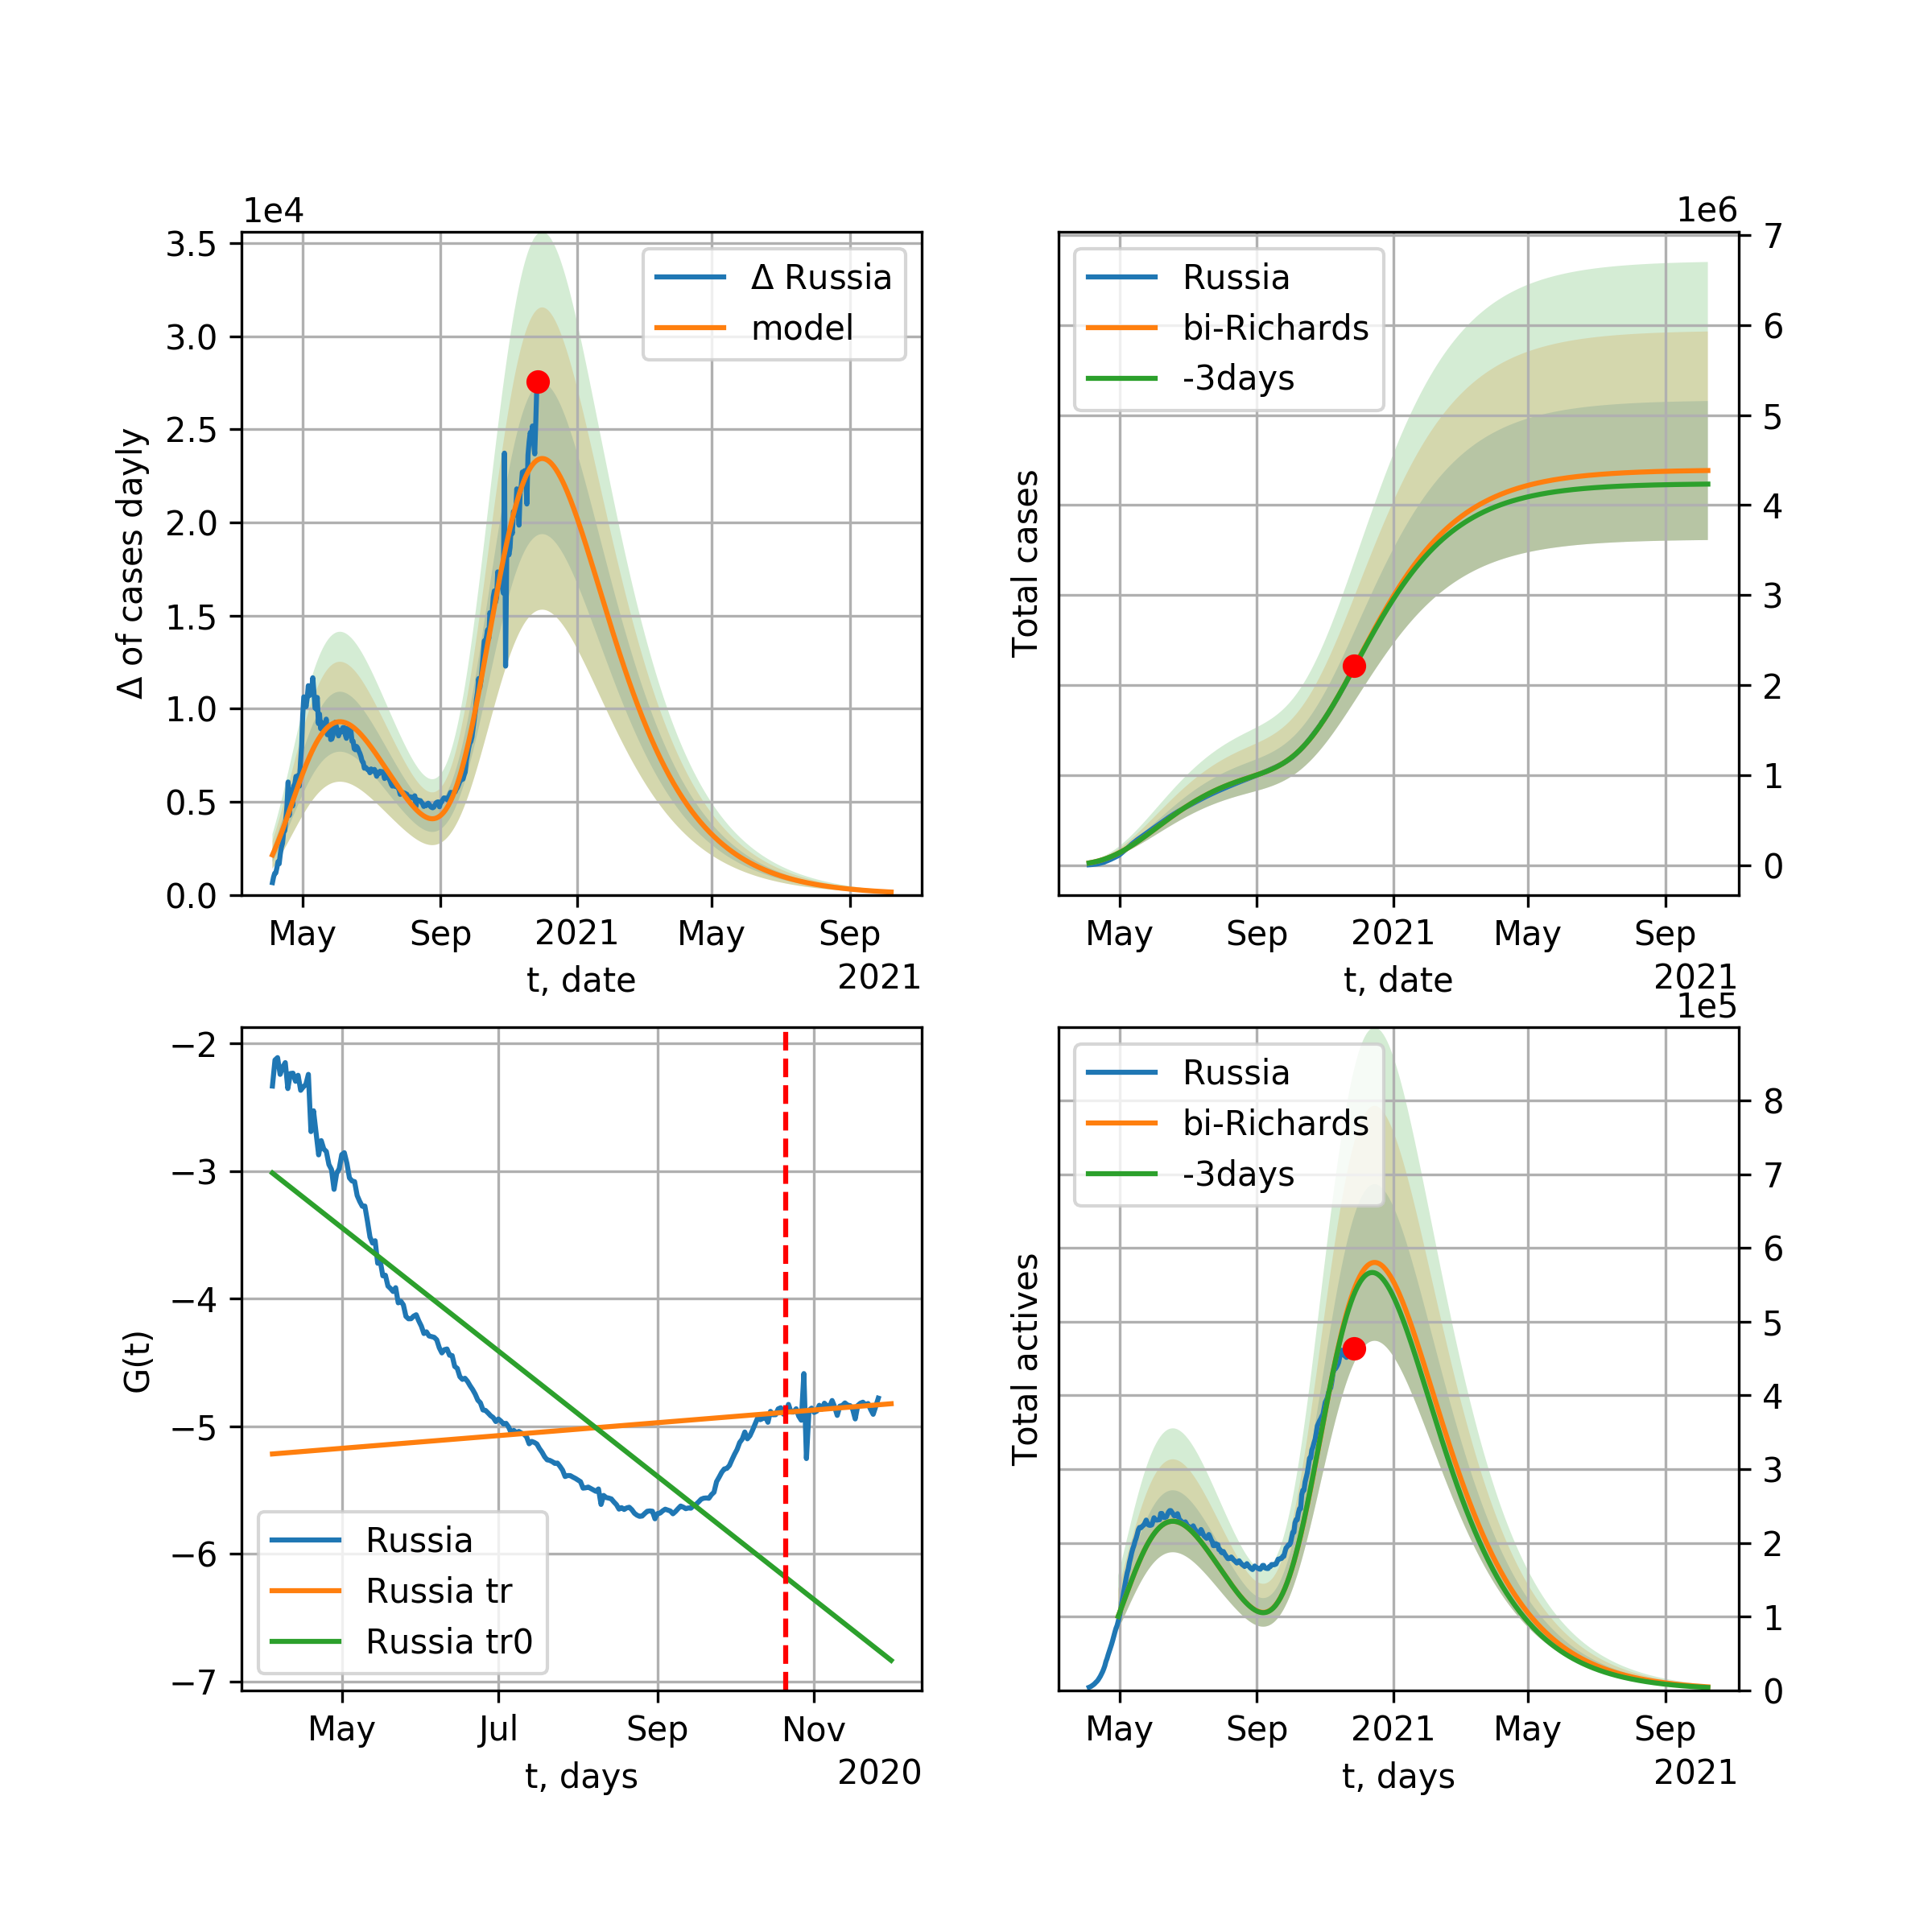 1e4
3.5
3.0
2.5
2.0
1.5
1.0
0.5
0.0
Δ of cases dayly
Δ Russia
model
May Sep 2021 May Sep
t, date
2021
1e6
7
6
5
4
3
2
1
0
Total cases
Russia
bi-Richards
-3days
May Sep 2021 May Sep
t, date
2021
−2
−3
−4
−5
−6
−7
G(t)
Russia
Russia tr
Russia tr0
May Jul Sep Nov
t, days
2020
1e5
8
7
6
5
4
3
2
1
0
Total actives
Russia
bi-Richards
-3days
May Sep 2021 May Sep
t, days
2021